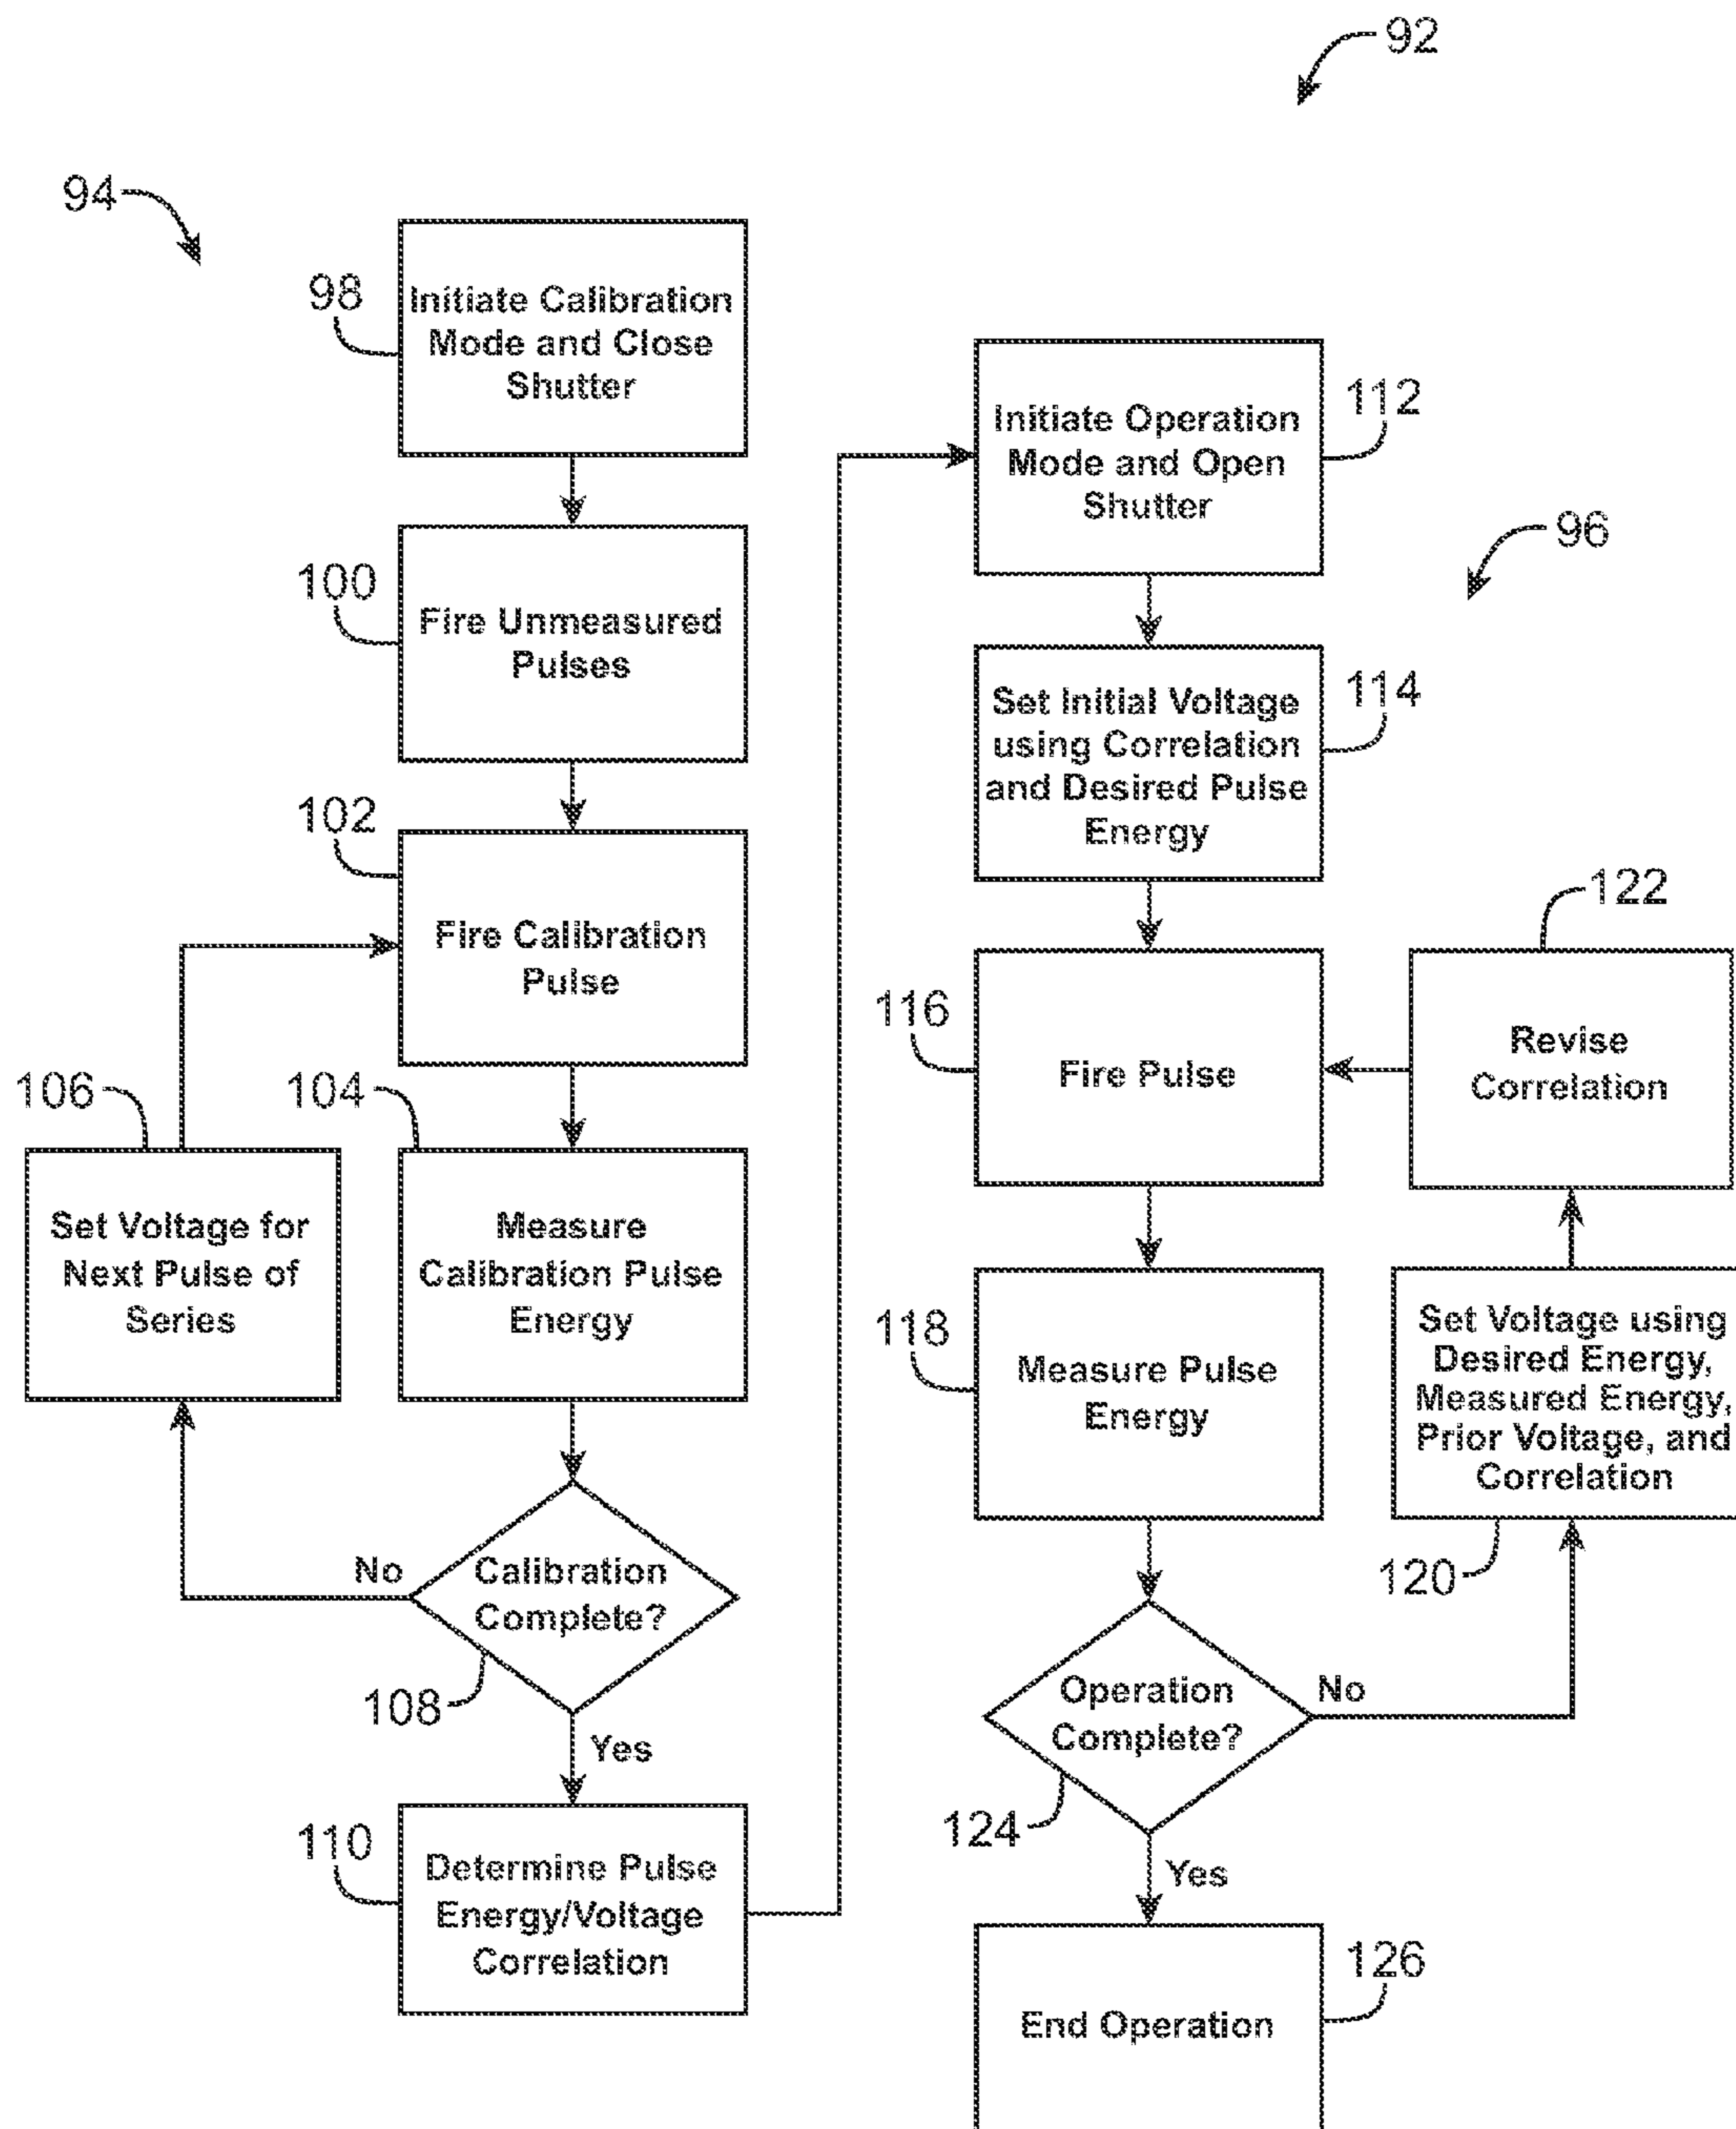 92
94
98
Initiate Calibration
Mode and Close
Shutter
100
Fire Unmeasured
Pulses
102
Fire Calibration
Pulse
106
Set Voltage for
Next Pulse of
Series
104
Measure
Calibration Pulse
Energy
No
Calibration
Complete?
108
Yes
110
Determine Pulse
Energy/Voltage
Correlation
112
Initiate Operation
Mode and Open
Shutter
96
114
Set Initial Voltage
using Correlation
and Desired Pulse
Energy
116
Fire Pulse
122
Revise
Correlation
118
Measure Pulse
Energy
Set Voltage using
Desired Energy,
Measured Energy,
Prior Voltage, and
Correlation
120
Operation
Complete?
No
124
Yes
126
End Operation